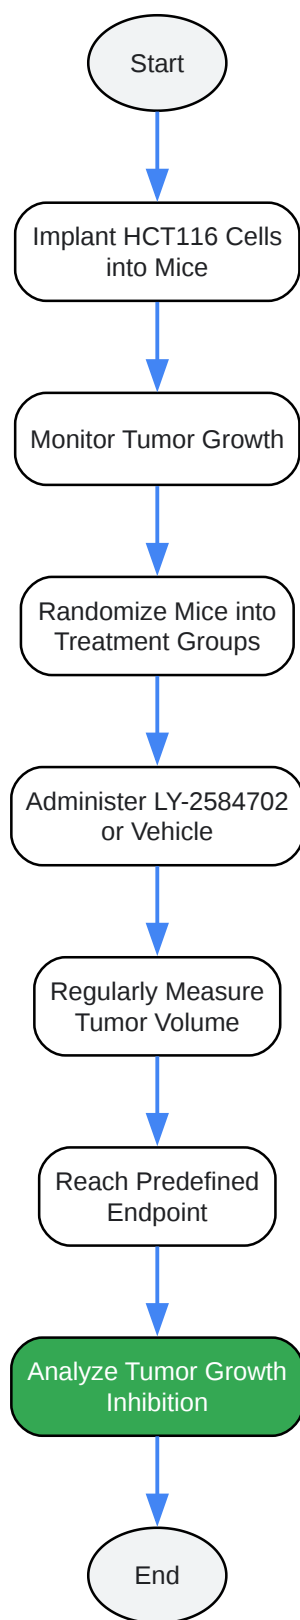 Start
Implant HCT116 Cells
into Mice
Monitor Tumor Growth
Randomize Mice into
Treatment Groups
Administer LY-2584702
or Vehicle
Regularly Measure
Tumor Volume
Reach Predefined
Endpoint
Analyze Tumor Growth
Inhibition
End